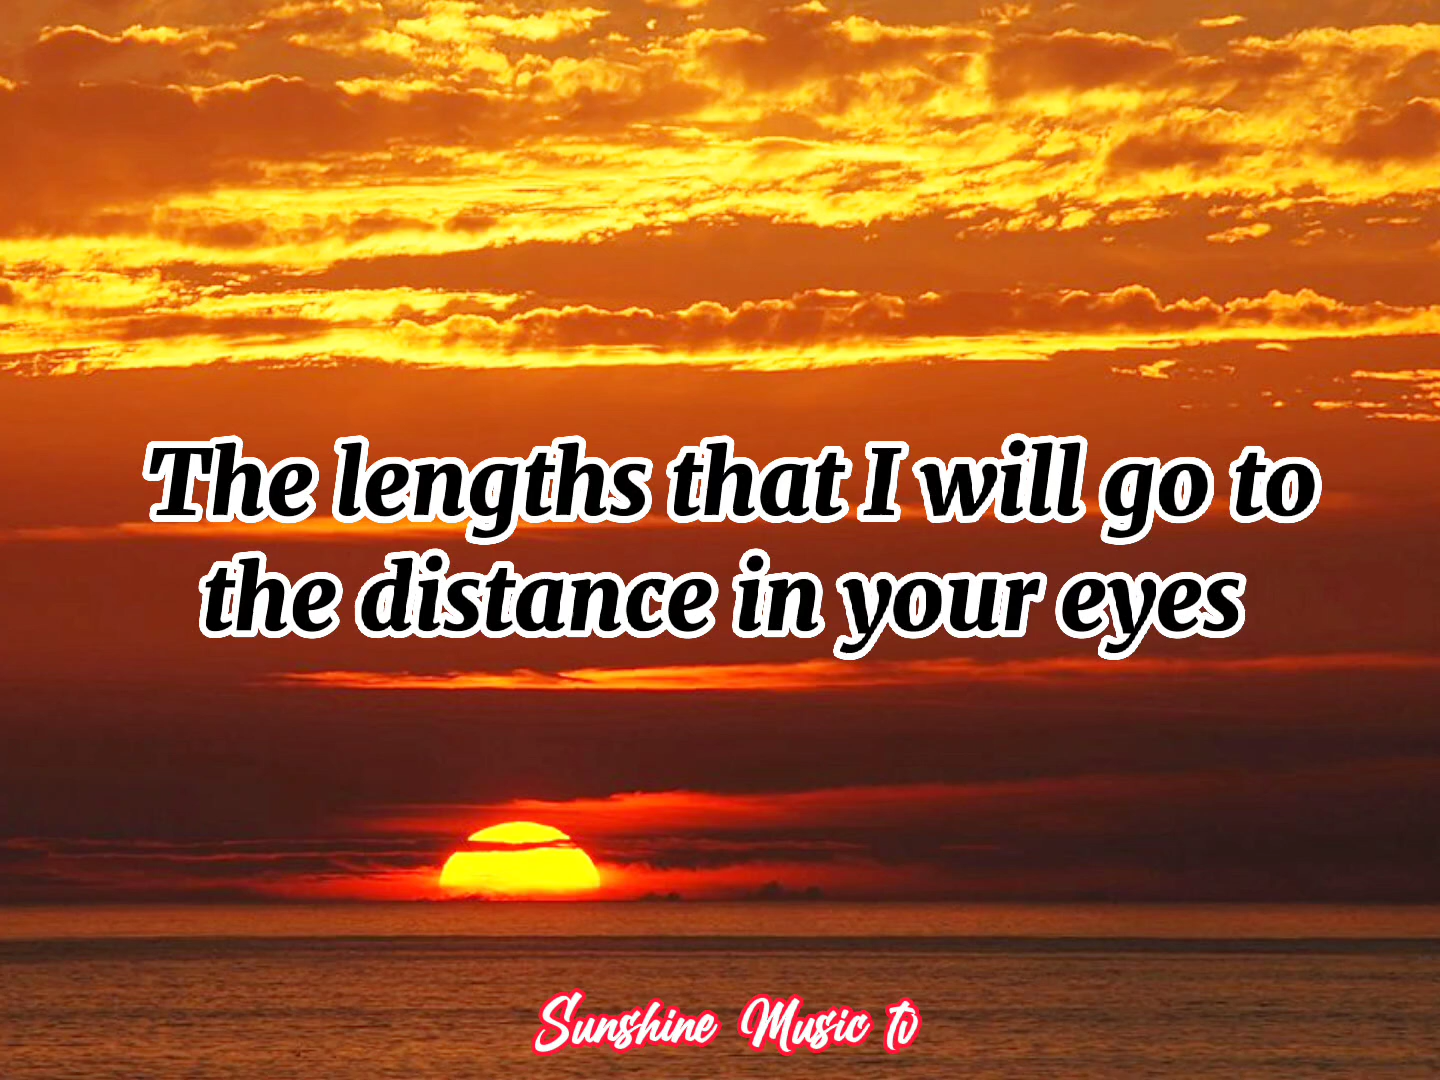 The lengths that I will go to
the distance in your eyes
Sunshine Music tv